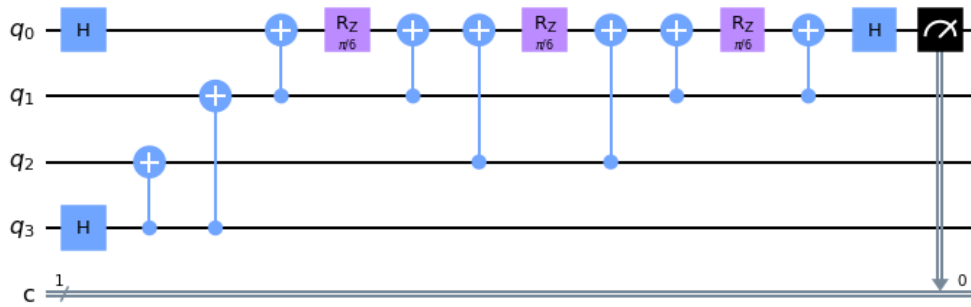 q0 H RZ π/6 RZ π/6 RZ π/6 H
q1
q2
q3 H
c 1 0